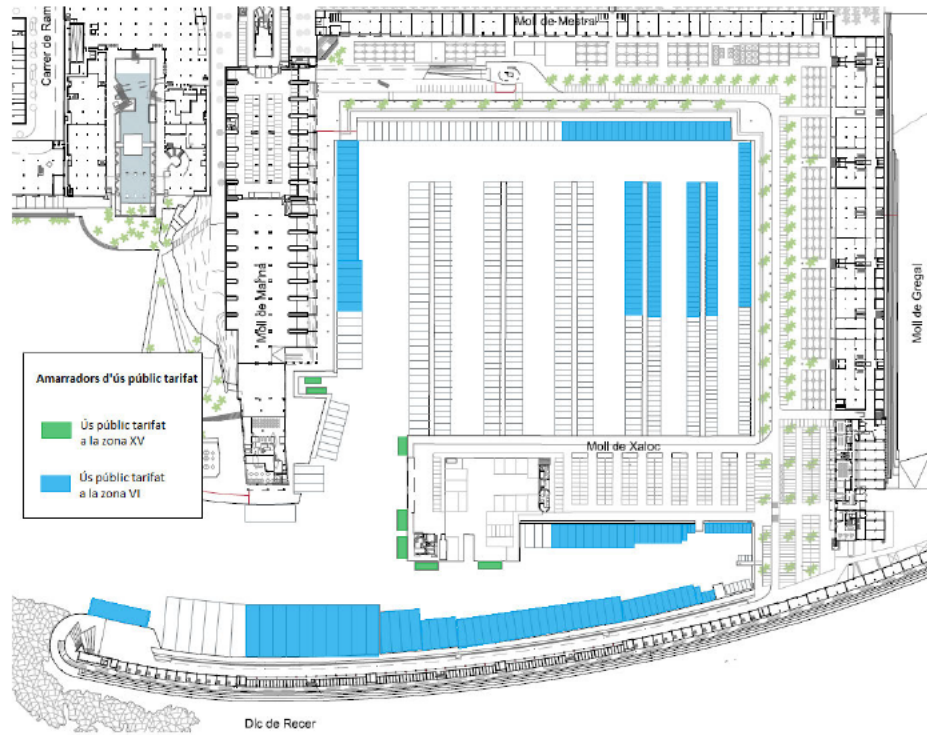 Moll de Mestral
Carrer de Ram
Moll de Marina
Moll de Gregal
Amarradors d'ús públic tarifat
Ús públic tarifat
a la zona XV
Ús públic tarifat
a la zona VI
Moll de Xaloc
Dic de Recer